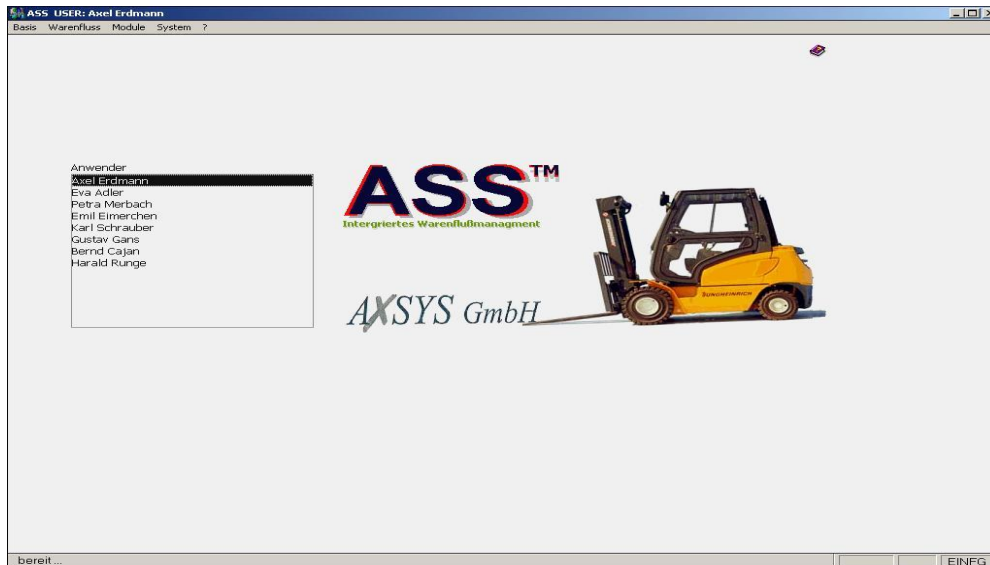 ASS USER: Axel Erdmann
Basis Warenfluss Module System ?
Anwender
Axel Erdmann
Eva Adler
Petra Merbach
Emil Eimerchen
Karl Schrauber
Gustav Gans
Bernd Cajan
Harald Runge
ASS™
Intergriertes Warenflußmanagment
AXSYS GmbH
JUNGHEINRICH
bereit ...
EINFG